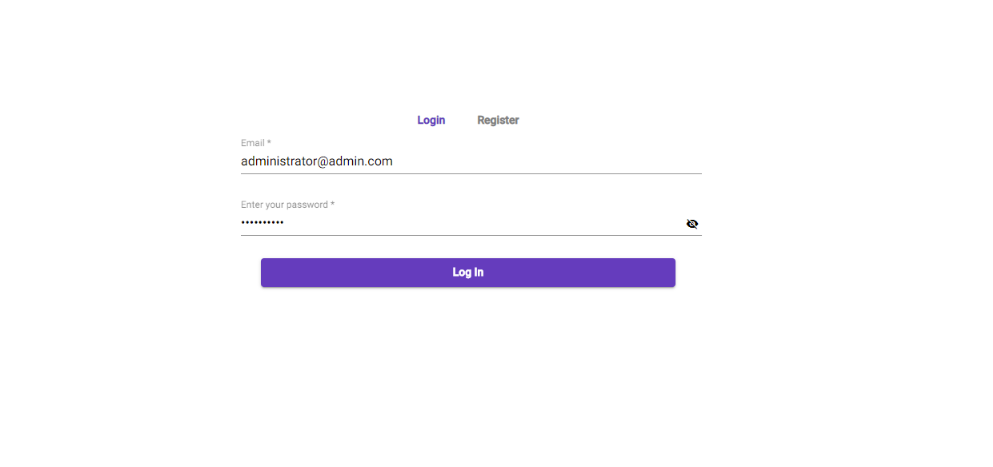 Login Register
Email *
administrator@admin.com
Enter your password *
••••••••••
Log In